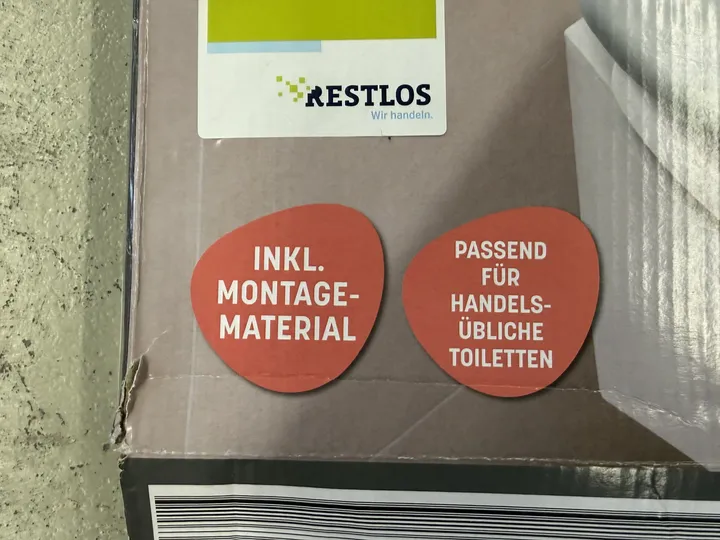 RESTLOS
Wir handeln.
INKL.
MONTAGE-
MATERIAL
PASSEND
FÜR
HANDELS-
ÜBLICHE
TOILETTEN